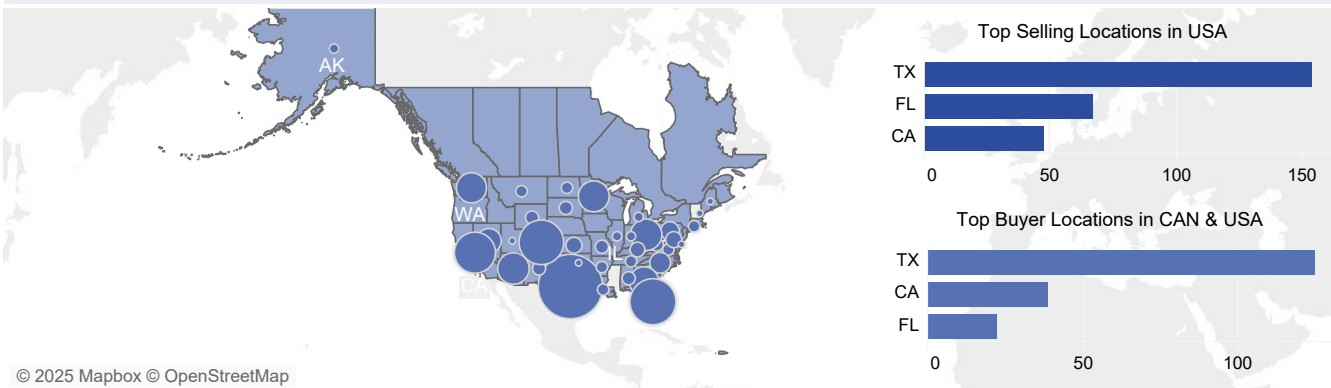 AK
WA
IL
CA
© 2025 Mapbox © OpenStreetMap
Top Selling Locations in USA
TX
FL
CA
0 50 100 150
Top Buyer Locations in CAN & USA
TX
CA
FL
0 50 100